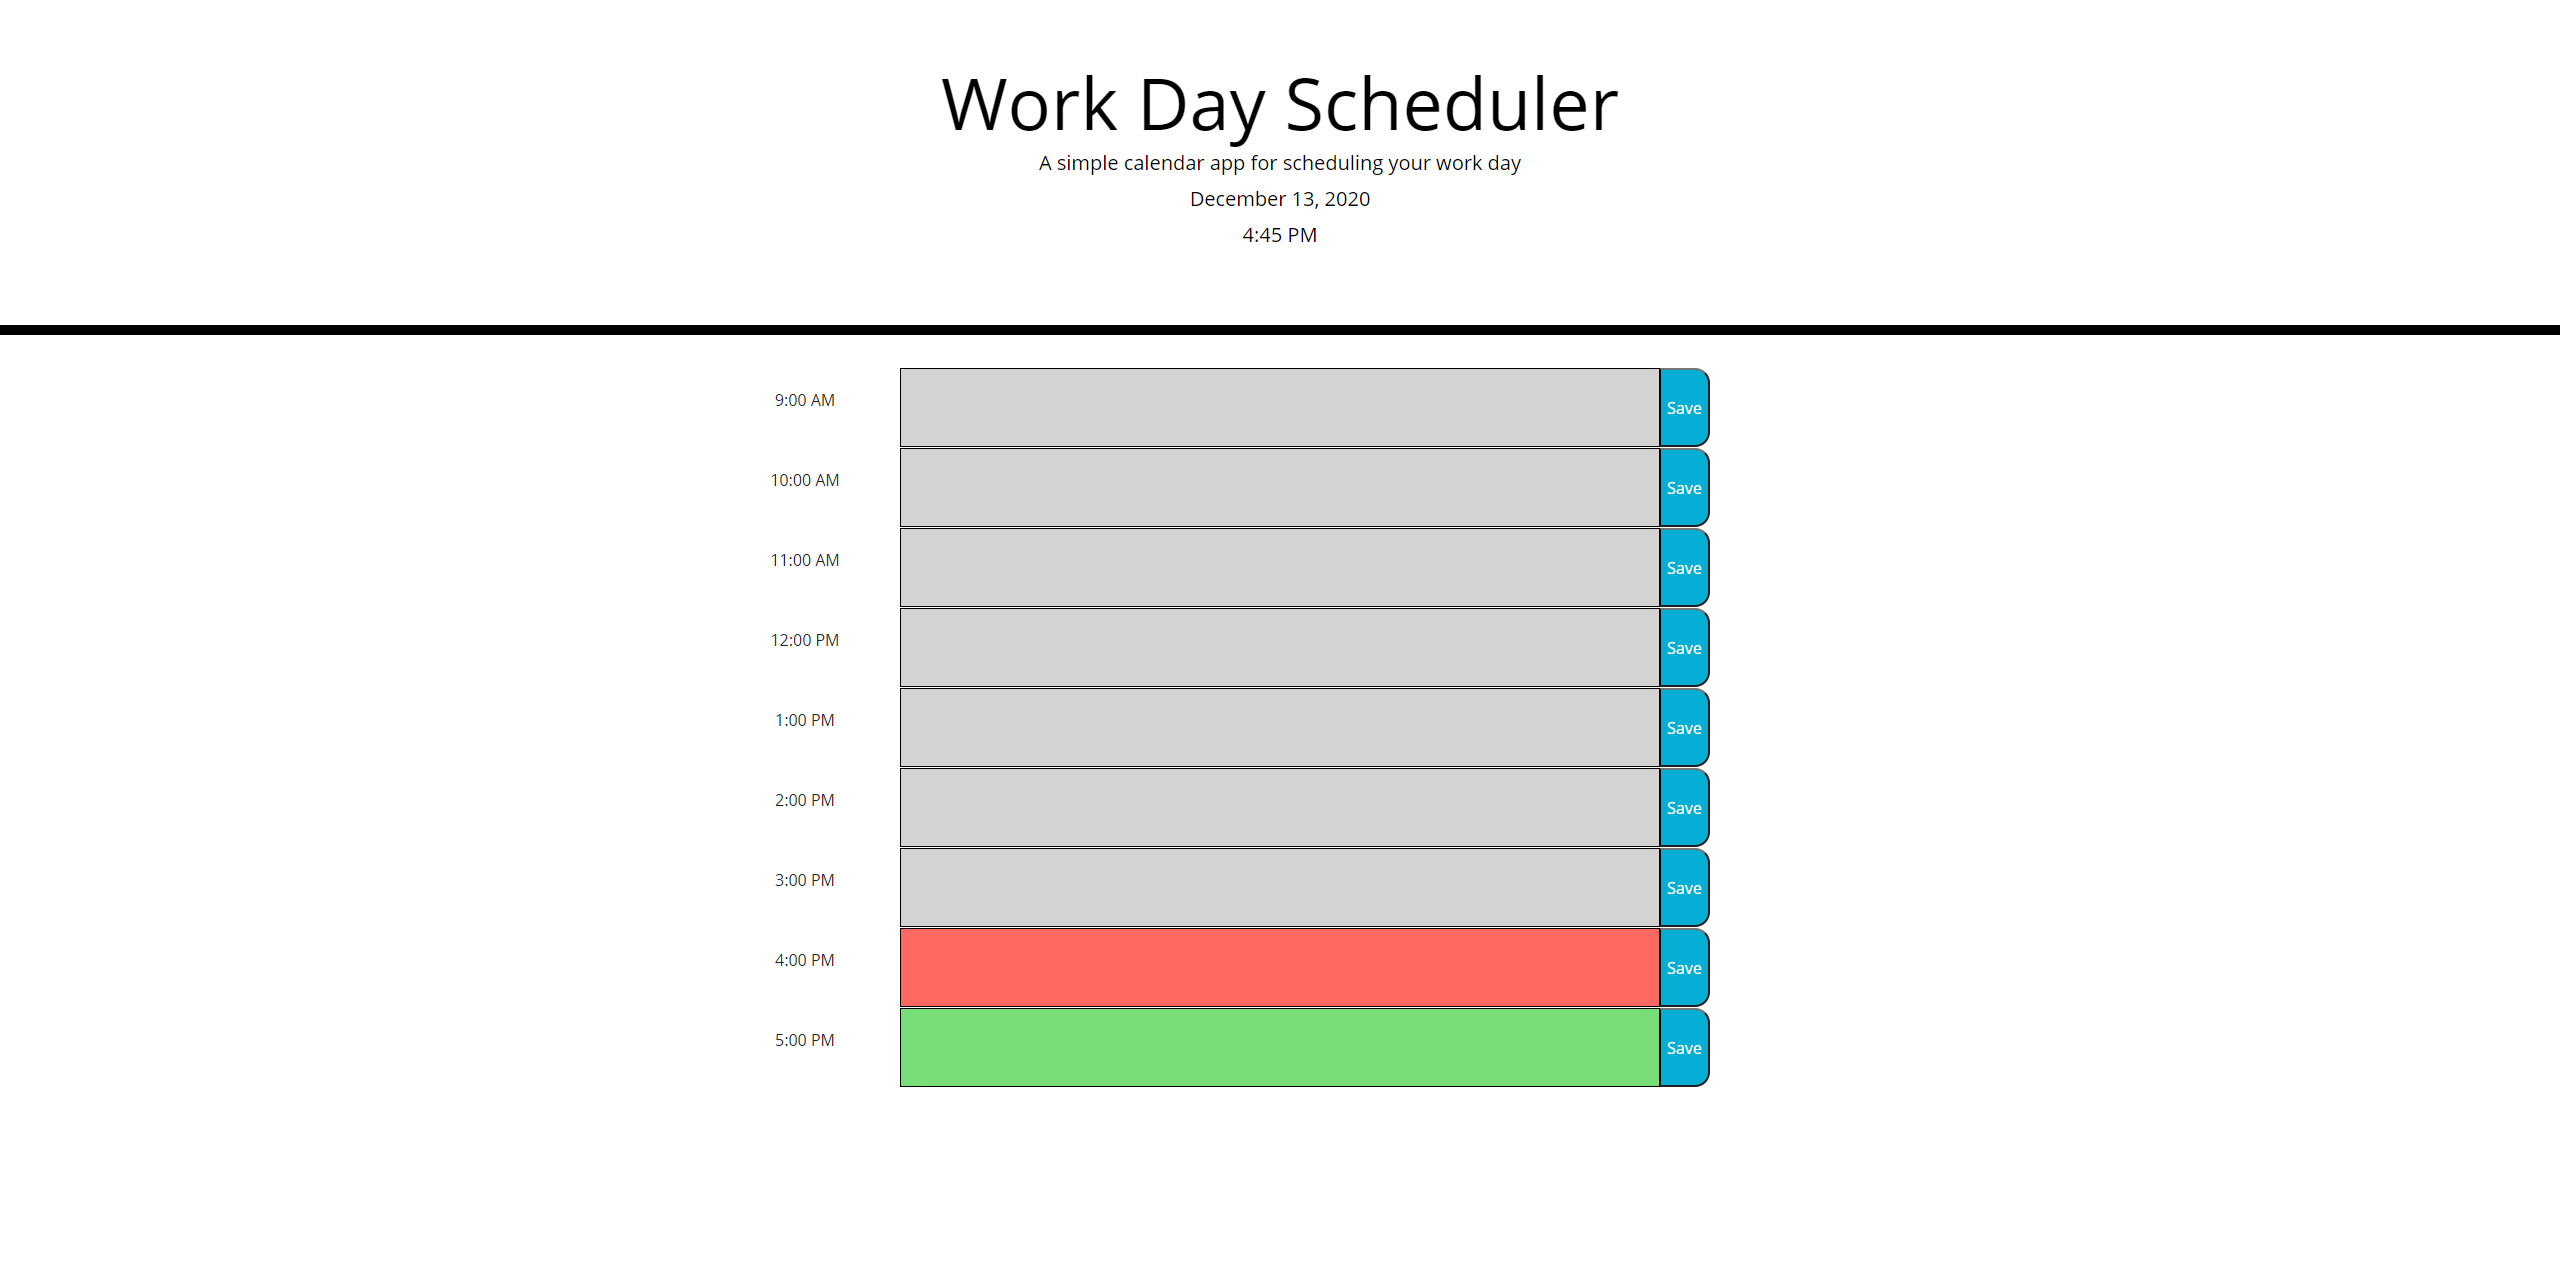 Work Day Scheduler
A simple calendar app for scheduling your work day
December 13, 2020
4:45 PM
9:00 AM Save
10:00 AM Save
11:00 AM Save
12:00 PM Save
1:00 PM Save
2:00 PM Save
3:00 PM Save
4:00 PM Save
5:00 PM Save